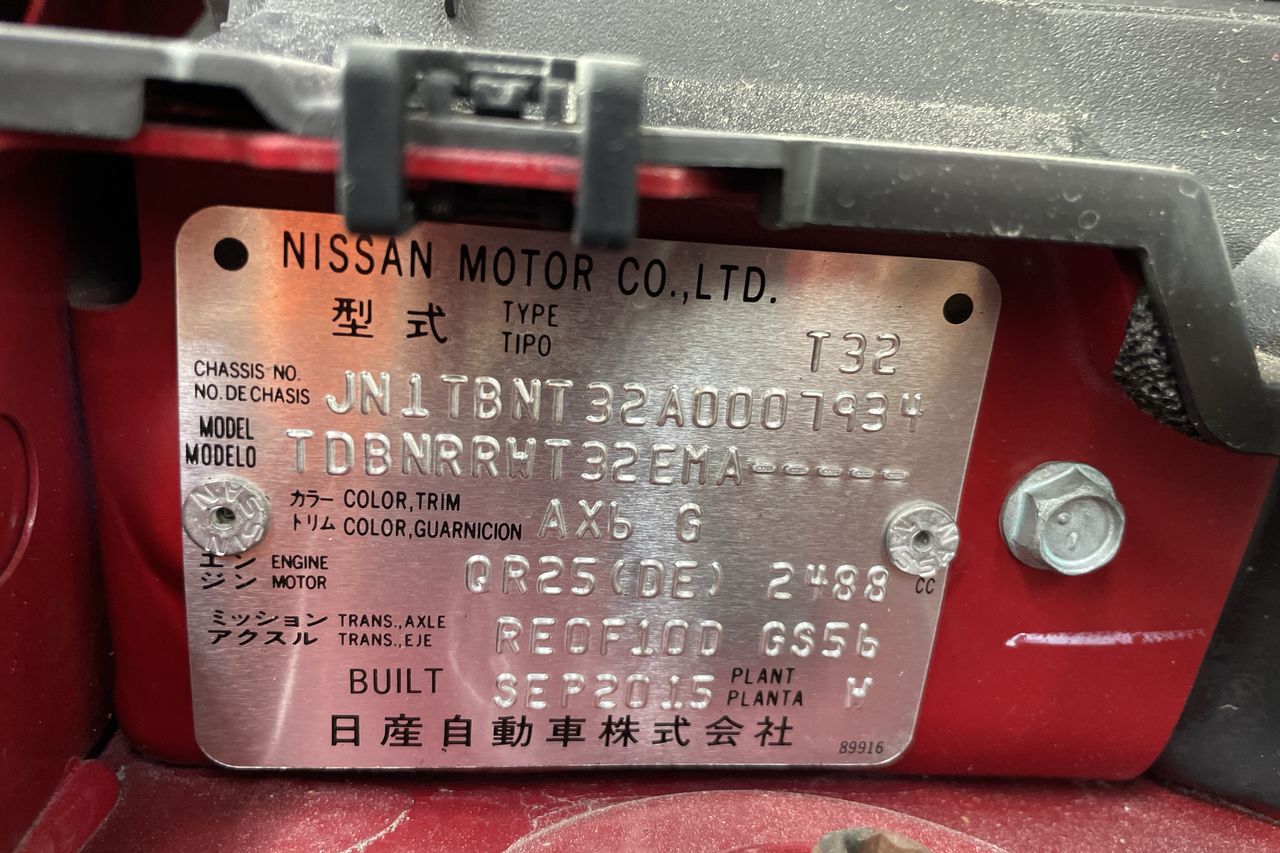 NISSAN MOTOR CO.,LTD.
型式 TYPE TIPO T32
CHASSIS NO. NO. DE CHASIS JN1TBNT32A0007934
MODEL MODELO TDBNRRWT32EMA-----
カラー COLOR,TRIM トリム COLOR,GUARNICION AX6 G
エンジン ENGINE MOTOR QR25(DE) 2488 CC
ミッション TRANS.,AXLE アクスル TRANS.,EJE RE0F10D GS56
BUILT SEP2015 PLANT PLANTA W
日産自動車株式会社 89916
NISSAN
NISSAN